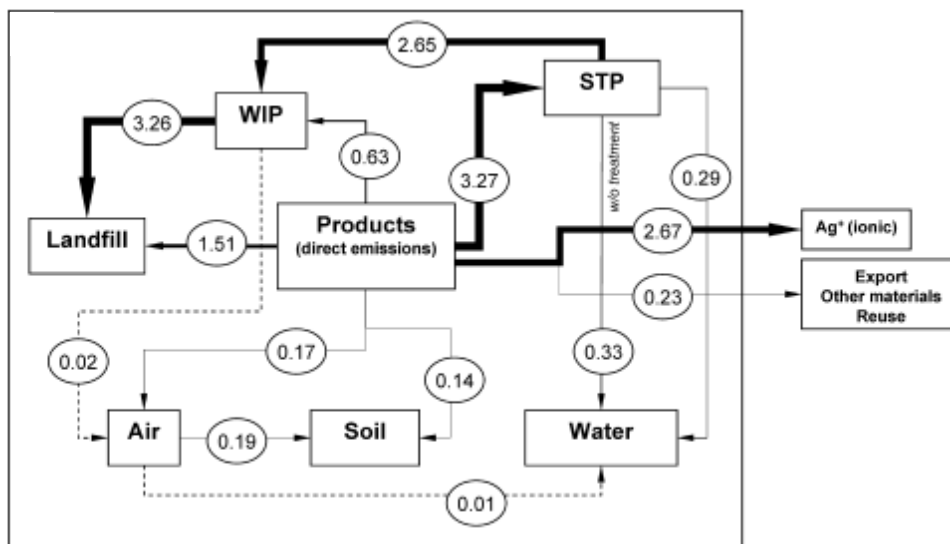 2.65
STP
WIP
3.26
0.63
w/o treatment
3.27
0.29
Products
(direct emissions)
Landfill
1.51
2.67
Ag⁺ (ionic)
0.23
Export
Other materials
Reuse
0.02
0.17
0.33
0.14
Air
0.19
Soil
Water
0.01